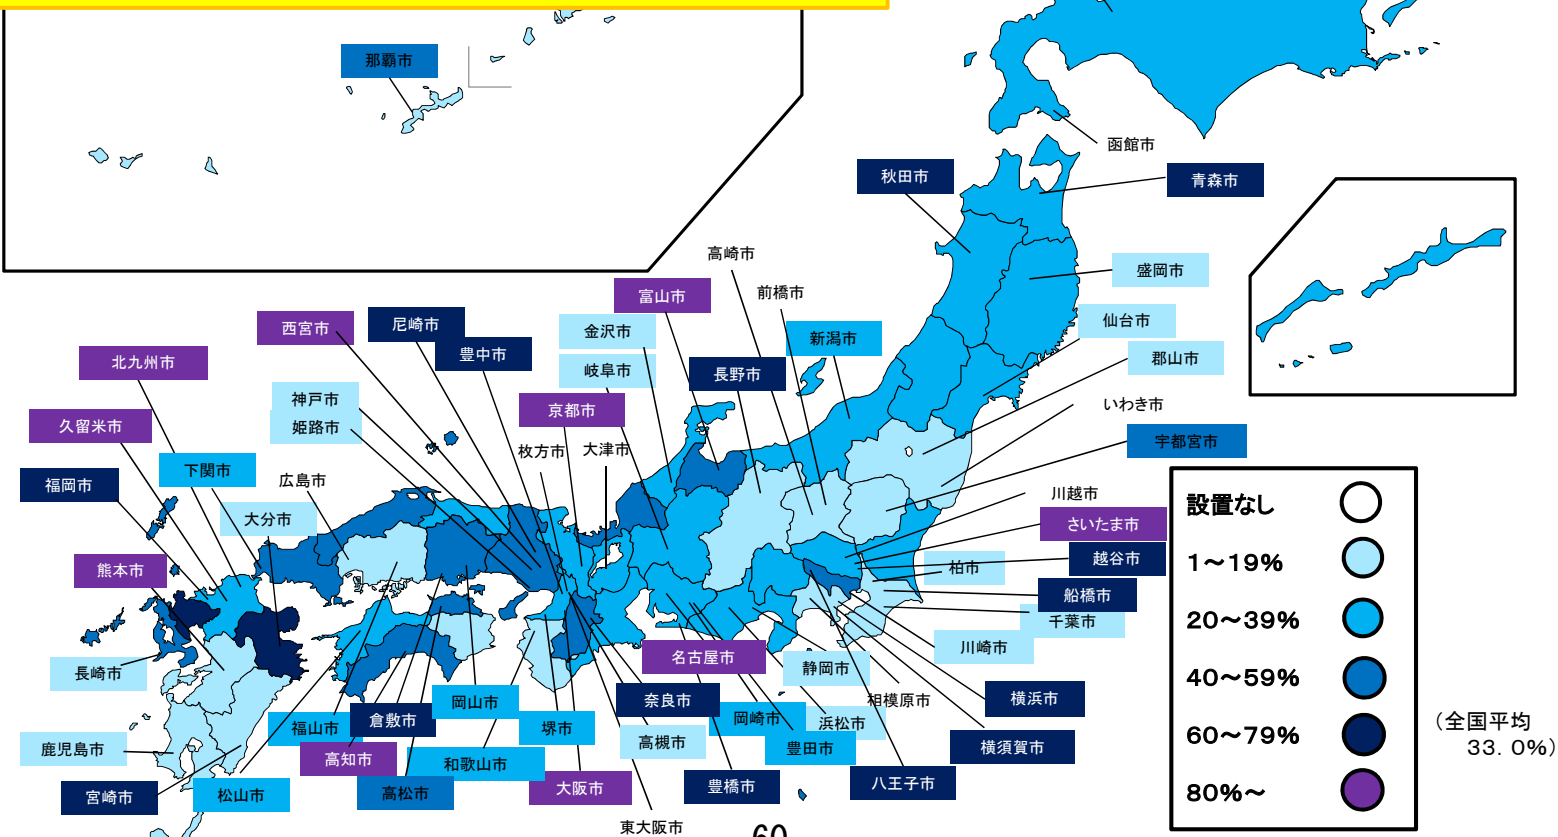 那覇市
函館市
秋田市
青森市
高崎市
盛岡市
富山市
前橋市
西宮市
尼崎市
金沢市
仙台市
新潟市
豊中市
北九州市
岐阜市
長野市
郡山市
神戸市
京都市
いわき市
久留米市
姫路市
宇都宮市
枚方市
大津市
下関市
広島市
福岡市
川越市
大分市
さいたま市
熊本市
越谷市
柏市
船橋市
千葉市
川崎市
名古屋市
静岡市
長崎市
相模原市
横浜市
岡山市
奈良市
倉敷市
福山市
堺市
岡崎市
浜松市
高槻市
豊田市
横須賀市
鹿児島市
高知市
和歌山市
八王子市
宮崎市
松山市
高松市
大阪市
豊橋市
東大阪市
60
設置なし
1~19%
20~39%
40~59%
60~79%
80%~
(全国平均
33.0%)